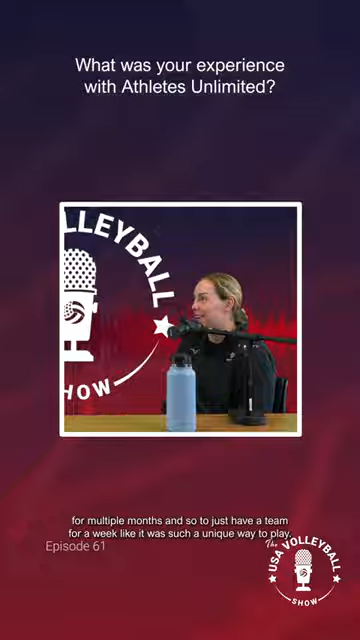 What was your experience
with Athletes Unlimited?
LLEYBALL
HOW
for multiple months and so to just have a team
for a week like it was such a unique way to play.
Episode 61
The
USA VOLLEYBALL
SHOW